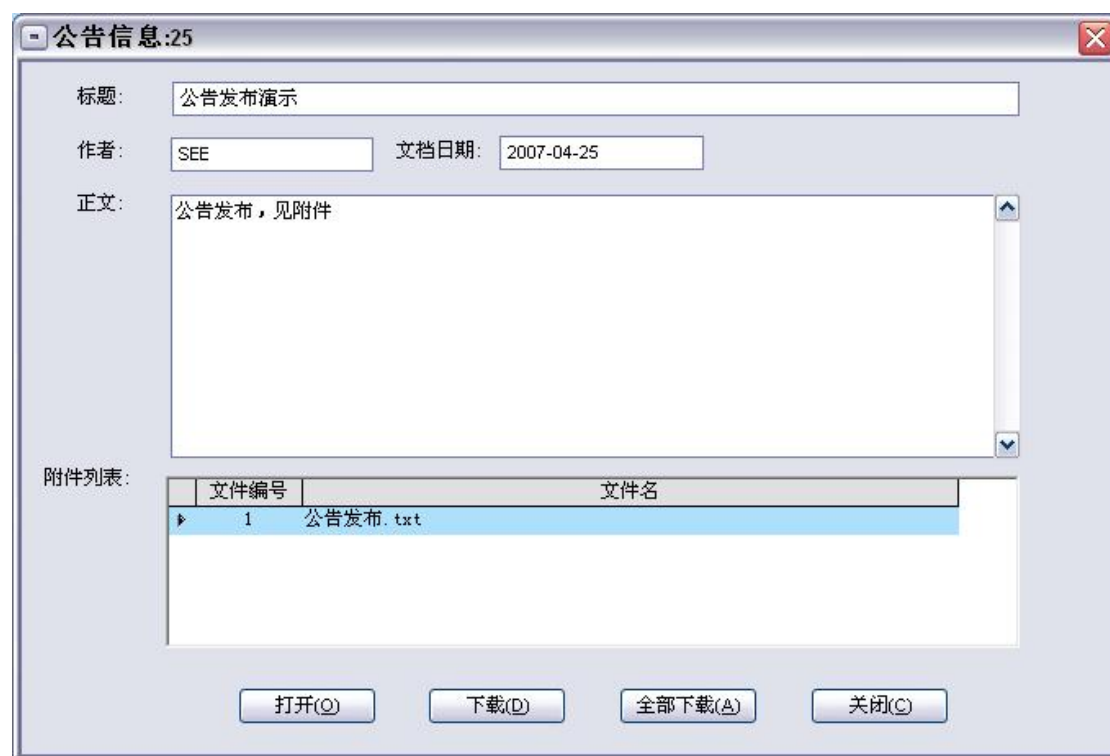 公告信息:25
标题: 公告发布演示
作者: SEE 文档日期: 2007-04-25
正文: 公告发布，见附件
附件列表:
文件编号 文件名
1 公告发布.txt
打开(O) 下载(D) 全部下载(A) 关闭(C)